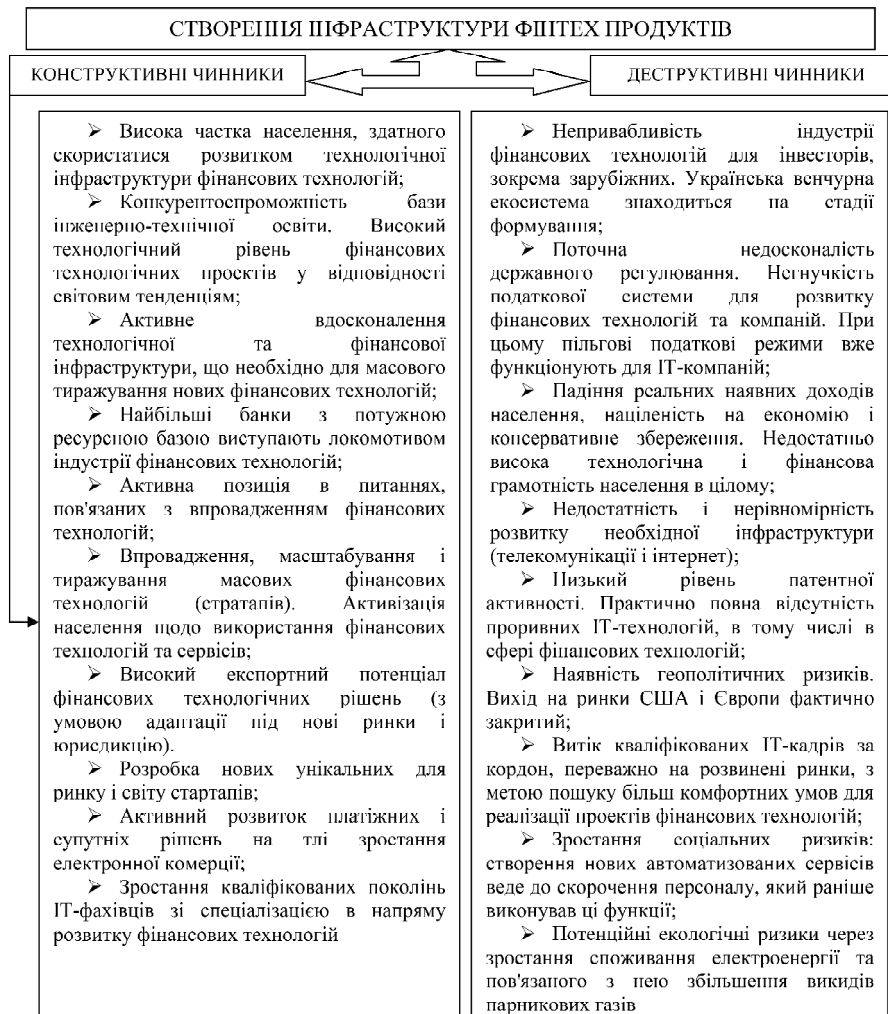 СТВОРЕННЯ ІНФРАСТРУКТУРИ ФІНТЕХ ПРОДУКТІВ
КОНСТРУКТИВНІ ЧИННИКИ
ДЕСТРУКТИВНІ ЧИННИКИ
➤ Висока частка населення, здатного
скористатися розвитком технологічної
інфраструктури фінансових технологій;
➤ Конкурентоспроможність бази
інженерно-технічної освіти. Високий
технологічний рівень фінансових
технологічних проектів у відповідності
світовим тенденціям;
➤ Активне вдосконалення
технологічної та фінансової
інфраструктури, що необхідно для масового
тиражування нових фінансових технологій;
➤ Найбільші банки з потужною
ресурсною базою виступають локомотивом
індустрії фінансових технологій;
➤ Активна позиція в питаннях,
пов'язаних з впровадженням фінансових
технологій;
➤ Впровадження, масштабування і
тиражування масових фінансових
технологій (стратапів). Активізація
населення щодо використання фінансових
технологій та сервісів;
➤ Високий експортний потенціал
фінансових технологічних рішень (з
умовою адаптації під нові ринки і
юрисдикцію).
➤ Розробка нових унікальних для
ринку і світу стартапів;
➤ Активний розвиток платіжних і
супутніх рішень на тлі зростання
електронної комерції;
➤ Зростання кваліфікованих поколінь
ІТ-фахівців зі спеціалізацією в напряму
розвитку фінансових технологій
➤ Непривабливість індустрії
фінансових технологій для інвесторів,
зокрема зарубіжних. Українська венчурна
екосистема знаходиться на стадії
формування;
➤ Поточна недосконалість
державного регулювання. Негнучкість
податкової системи для розвитку
фінансових технологій та компаній. При
цьому пільгові податкові режими вже
функціонують для ІТ-компаній;
➤ Падіння реальних наявних доходів
населення, націленість на економію і
консервативне збереження. Недостатньо
висока технологічна і фінансова
грамотність населення в цілому;
➤ Недостатність і нерівномірність
розвитку необхідної інфраструктури
(телекомунікації і інтернет);
➤ Низький рівень патентної
активності. Практично повна відсутність
проривних ІТ-технологій, в тому числі в
сфері фінансових технологій;
➤ Наявність геополітичних ризиків.
Вихід на ринки США і Європи фактично
закритий;
➤ Витік кваліфікованих ІТ-кадрів за
кордон, переважно на розвинені ринки, з
метою пошуку більш комфортних умов для
реалізації проектів фінансових технологій;
➤ Зростання соціальних ризиків:
створення нових автоматизованих сервісів
веде до скорочення персоналу, який раніше
виконував ці функції;
➤ Потенційні екологічні ризики через
зростання споживання електроенергії та
пов'язаного з нею збільшення викидів
парникових газів